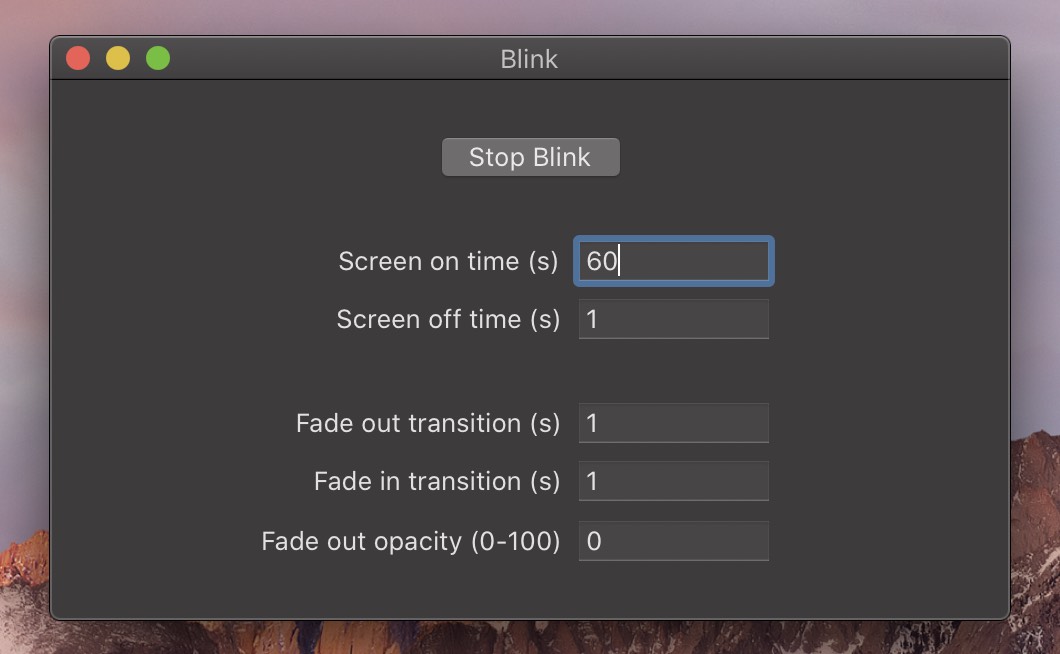 Blink
Stop Blink
Screen on time (s) 60
Screen off time (s) 1
Fade out transition (s) 1
Fade in transition (s) 1
Fade out opacity (0-100) 0